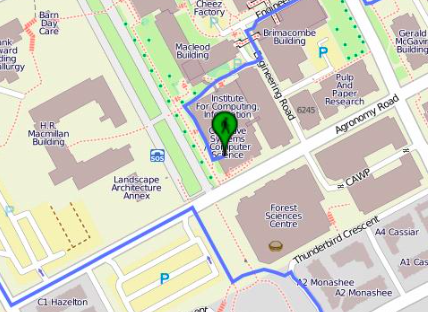 Barn
Day
Care
Cheez
Factory
Engine
Brimacombe
Building
Gerald
McGavin
Building
Macleod
Building
P
Engineering Road
Pulp
And
Paper
Research
Institute
For Computing,
Information
6245
Agronomy Road
Systems
Computer
Science
H.R.
Macmillan
Building
505
Landscape
Architecture
Annex
CAWP
Forest
Sciences
Centre
Thunderbird Crescent
A4 Cassiar
P
P
A1 Cas
A2 Monashee
A2 Monashee
C1 Hazelton